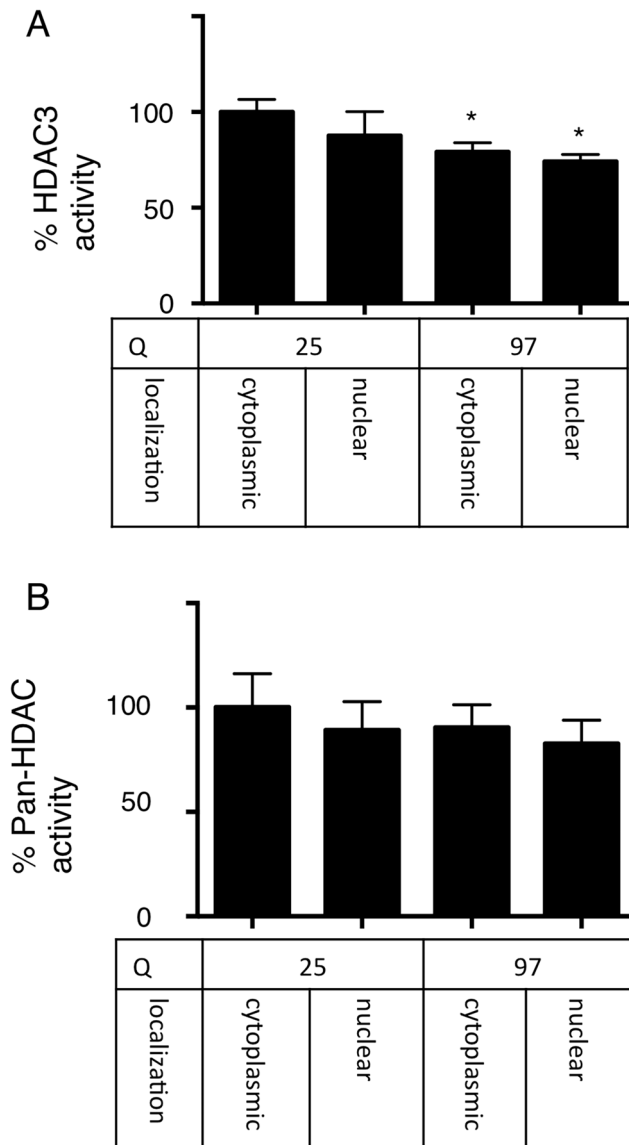 A
% HDAC3
activity
100
50
0
*
*
Q 25 97
localization cytoplasmic nuclear cytoplasmic nuclear
B
% Pan-HDAC
activity
100
50
0
Q 25 97
localization cytoplasmic nuclear cytoplasmic nuclear